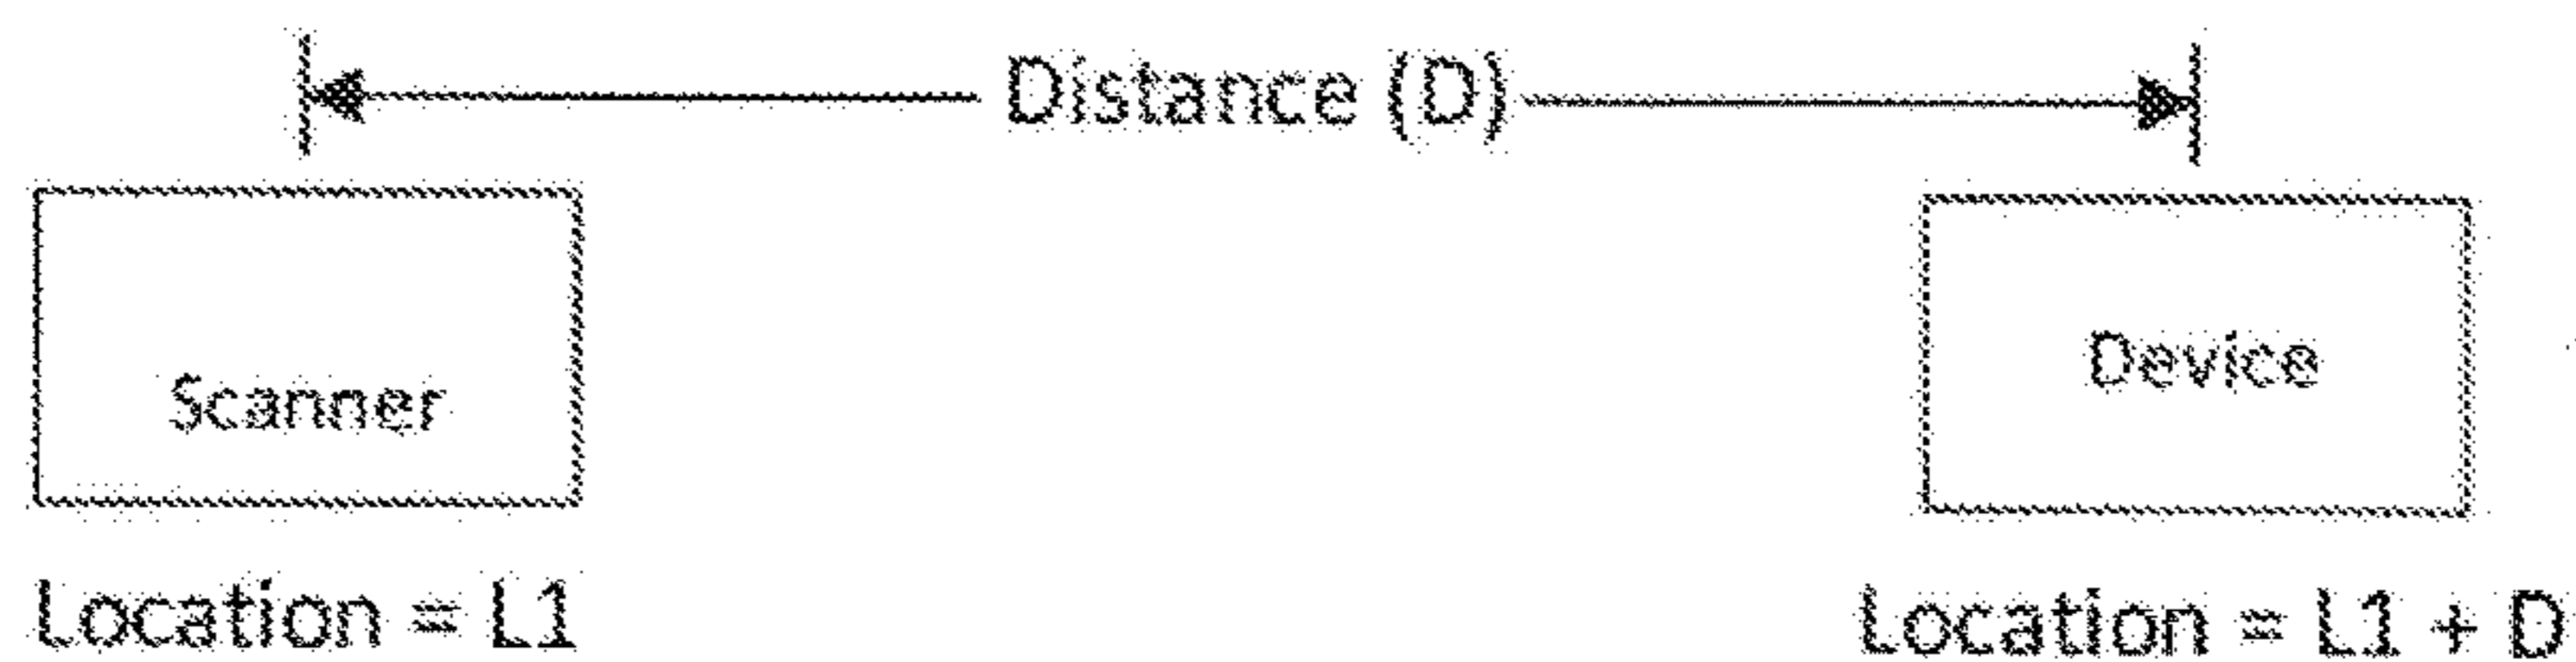 Distance (D)
Scanner
Device
Location = L1
Location = L1 + D